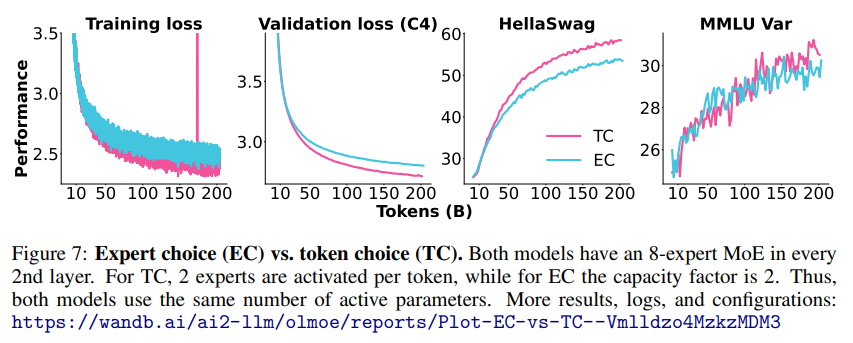 Training loss
Validation loss (C4)
HellaSwag
MMLU Var
Performance
3.5
3.0
2.5
10 50 100 150 200
3.5
3.0
10 50 100 150 200
60
50
40
30
TC
EC
10 50 100 150 200
30
28
26
10 50 100 150 200
Tokens (B)
Figure 7: Expert choice (EC) vs. token choice (TC). Both models have an 8-expert MoE in every
2nd layer. For TC, 2 experts are activated per token, while for EC the capacity factor is 2. Thus,
both models use the same number of active parameters. More results, logs, and configurations:
https://wandb.ai/ai2-llm/olmoe/reports/Plot-EC-vs-TC--Vmlldzo4MzkzMDM3